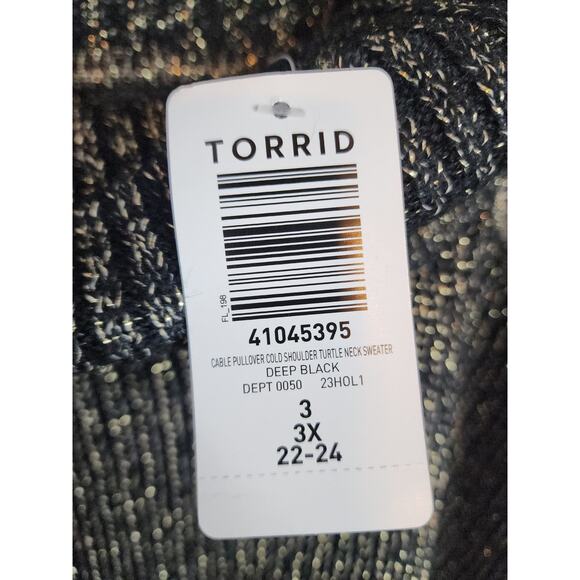 TORRID
FL_198
41045395
CABLE PULLOVER COLD SHOULDER TURTLE NECK SWEATER
DEEP BLACK
DEPT 0050 23HOL1
3
3X
22-24